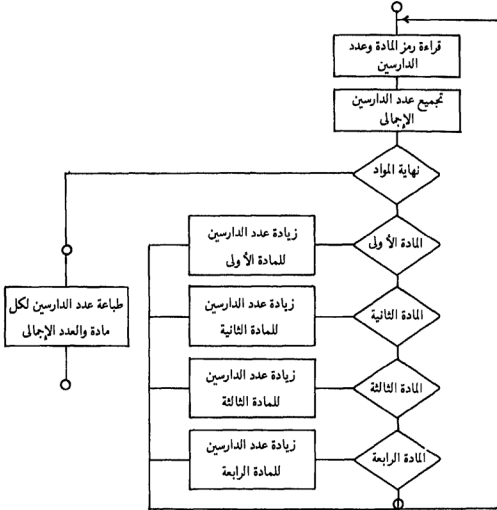 قراءة رمز المادة وعدد
الدارسين
تجميع عدد الدارسين
الإجمالى
نهاية المواد
المادة الأولى
زيادة عدد الدارسين
للمادة الأولى
المادة الثانية
زيادة عدد الدارسين
للمادة الثانية
طباعة عدد الدارسين لكل
مادة والعدد الإجمالى
المادة الثالثة
زيادة عدد الدارسين
للمادة الثالثة
المادة الرابعة
زيادة عدد الدارسين
للمادة الرابعة